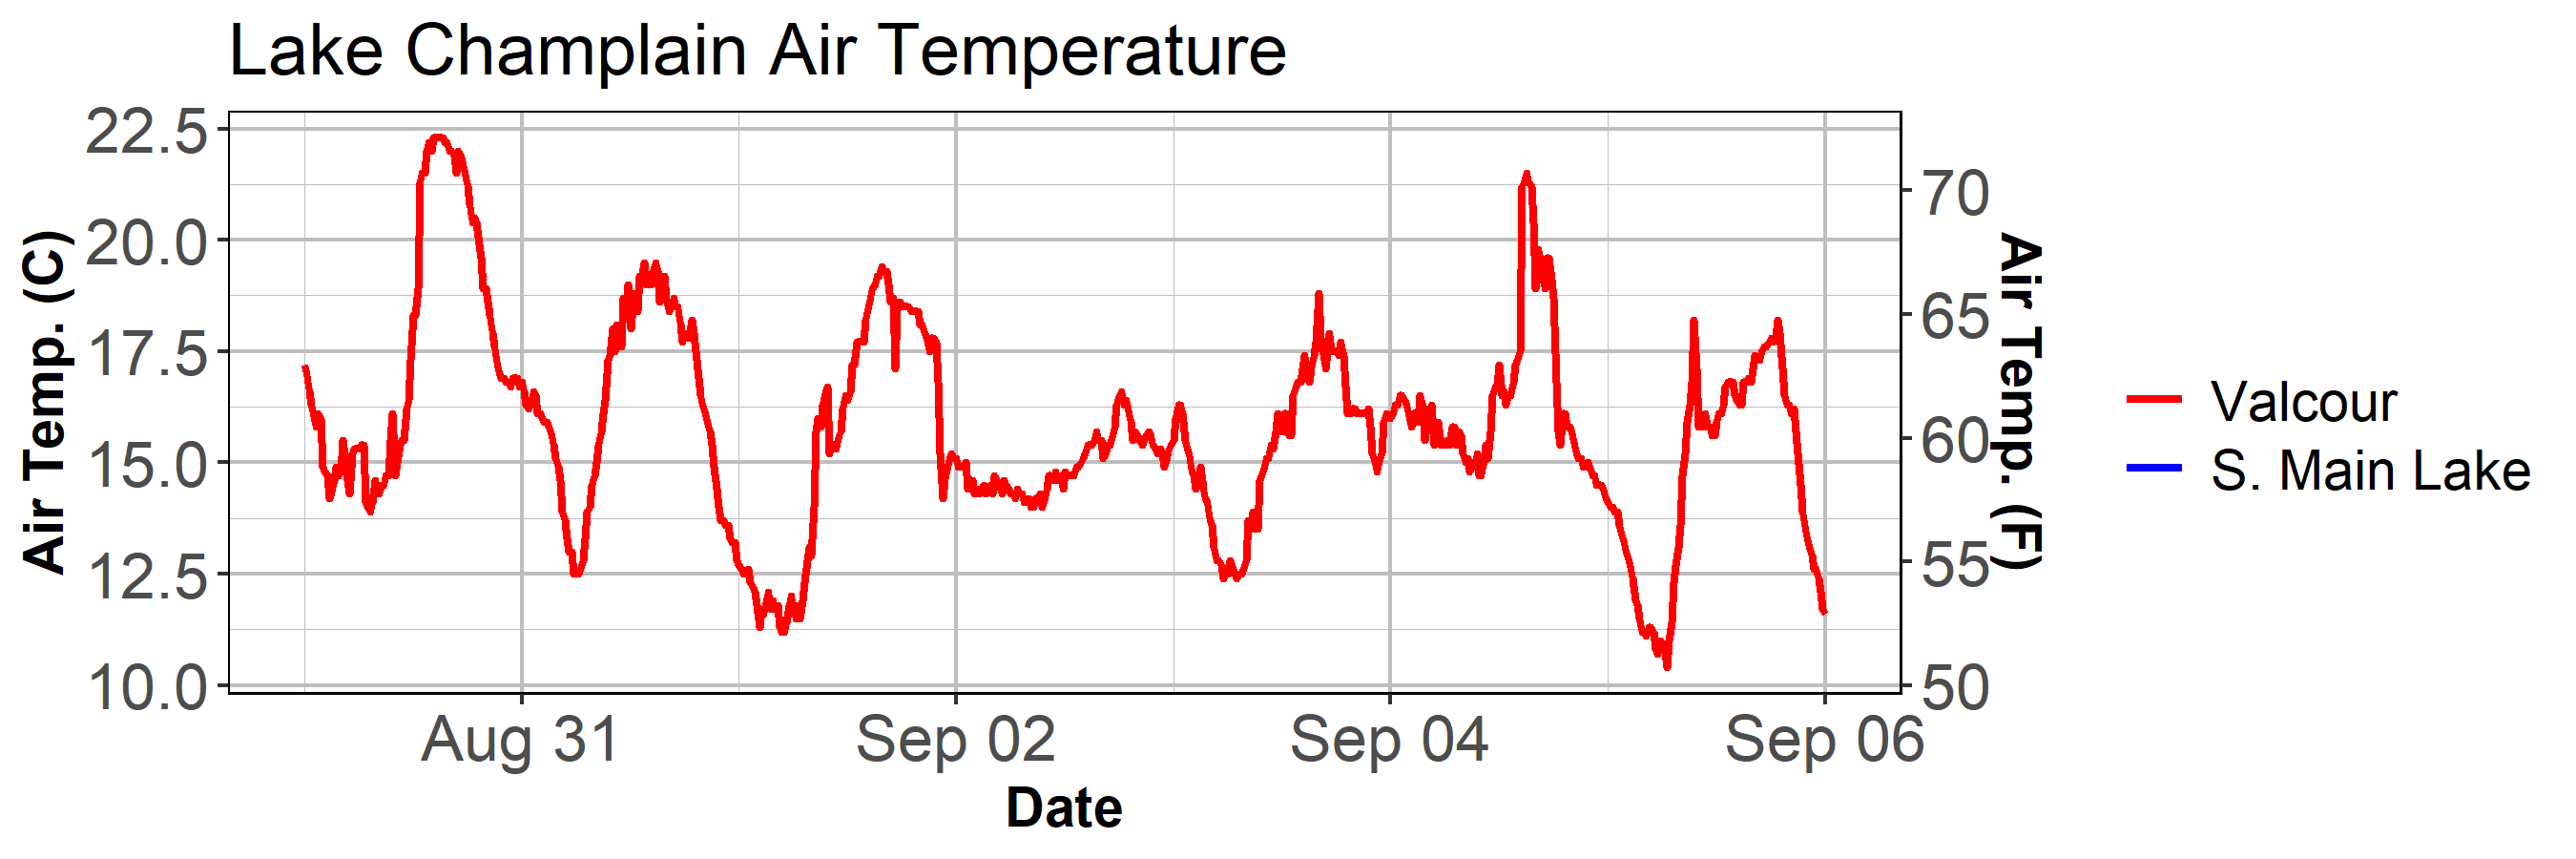 Lake Champlain Air Temperature
Air Temp. (C)
22.5
20.0
17.5
15.0
12.5
10.0
70
65
60
55
50
Air Temp. (F)
Aug 31
Sep 02
Sep 04
Sep 06
Date
Valcour
S. Main Lake